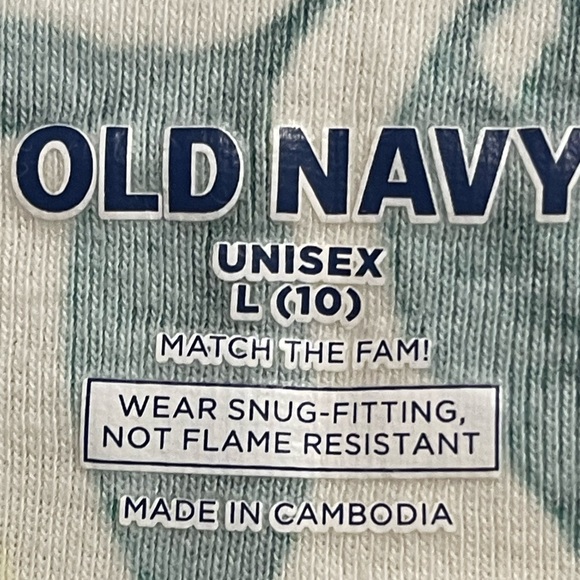 OLD NAVY
UNISEX
L (10)
MATCH THE FAM!
WEAR SNUG-FITTING,
NOT FLAME RESISTANT
MADE IN CAMBODIA